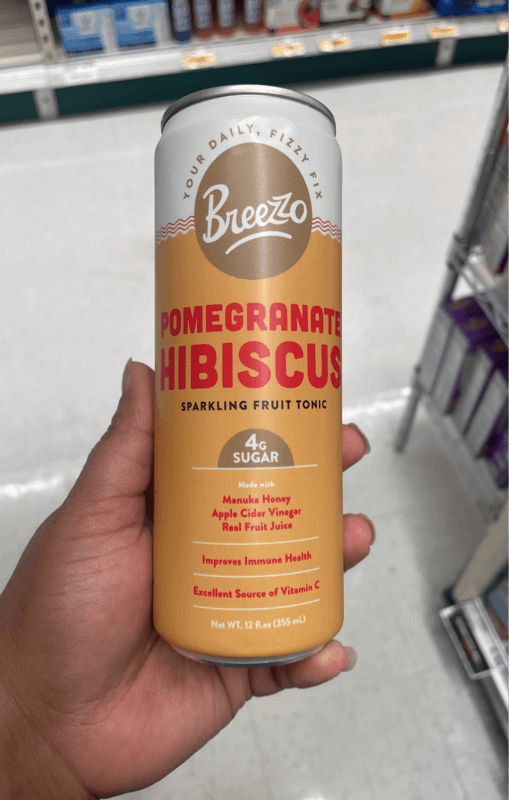 YOUR DAILY, FIZZY FIX
Breezzo
POMEGRANATE
HIBISCUS
SPARKLING FRUIT TONIC
4G
SUGAR
Made with
Manuka Honey
Apple Cider Vinegar
Real Fruit Juice
Improves Immune Health
Excellent Source of Vitamin C
Net WT. 12 fl.oz (355 mL)